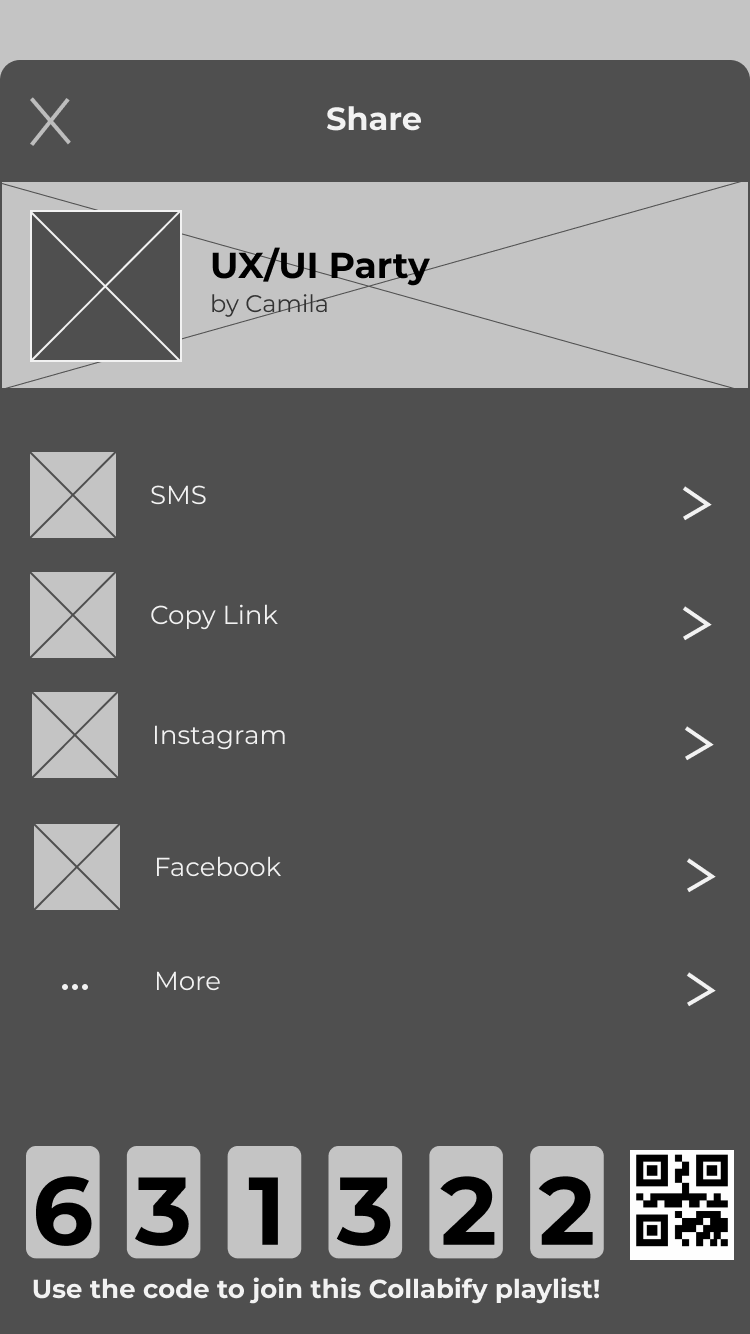 Share
UX/UI Party
by Camila
SMS
Copy Link
Instagram
Facebook
... More
6 3 1 3 2 2
Use the code to join this Collabify playlist!